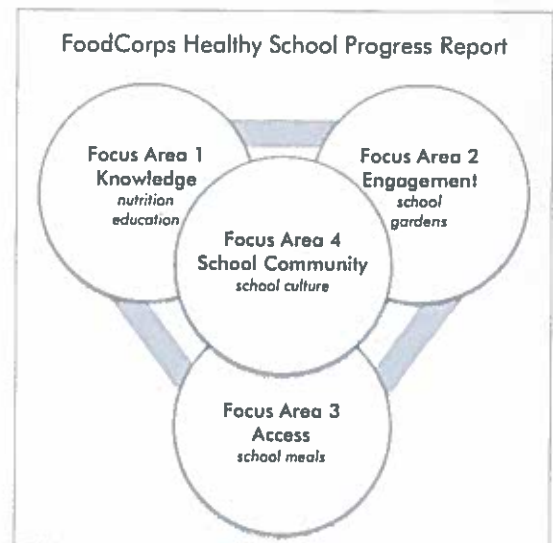 FoodCorps Healthy School Progress Report
Focus Area 1
Knowledge
nutrition
education
Focus Area 2
Engagement
school
gardens
Focus Area 4
School Community
school culture
Focus Area 3
Access
school meals